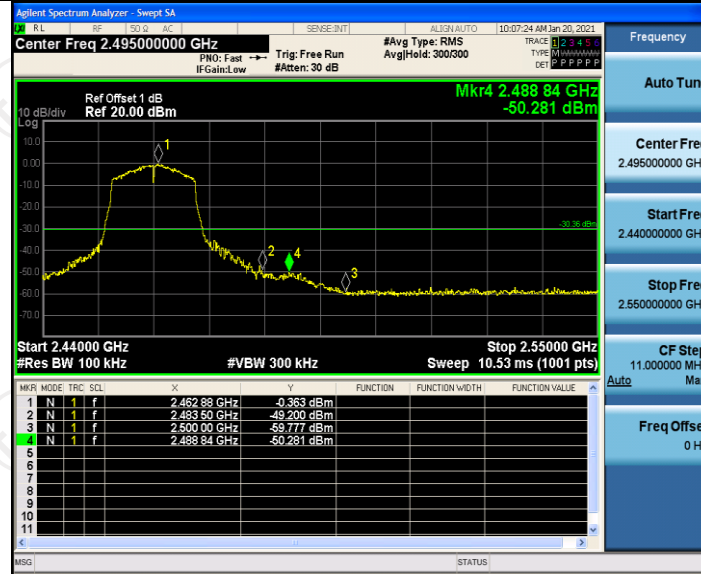 Agilent Spectrum Analyzer - Swept SA
RL RF 50 Ω AC SENSE:INT ALIGN AUTO 10:07:24 AM Jan 20, 2021
Center Freq 2.495000000 GHz
PNO: Fast
IFGain:Low
Trig: Free Run
#Atten: 30 dB
#Avg Type: RMS
Avg|Hold: 300/300
TRACE 1 2 3 4 5 6
TYPE M
DET P P P P P P
Frequency
Auto Tun
Center Fre
2.495000000 GH
Start Fre
2.440000000 GH
Stop Fre
2.550000000 GH
CF Step
11.000000 MH
Auto Ma
Freq Offse
0 H
Mkr4 2.488 84 GHz
-50.281 dBm
Ref Offset 1 dB
10 dB/div Ref 20.00 dBm
Log
10.0
0.00
-10.0
-20.0
-30.0
-40.0
-50.0
-60.0
-70.0
1
2
4
3
-30.36 dBm
Start 2.44000 GHz Stop 2.55000 GHz
#Res BW 100 kHz #VBW 300 kHz Sweep 10.53 ms (1001 pts)
MKR MODE TRC SCL X Y FUNCTION FUNCTION WIDTH FUNCTION VALUE
1 N 1 f 2.462 88 GHz -0.363 dBm
2 N 1 f 2.483 50 GHz -49.200 dBm
3 N 1 f 2.500 00 GHz -59.777 dBm
4 N 1 f 2.488 84 GHz -50.281 dBm
5
6
7
8
9
10
11
MSG STATUS